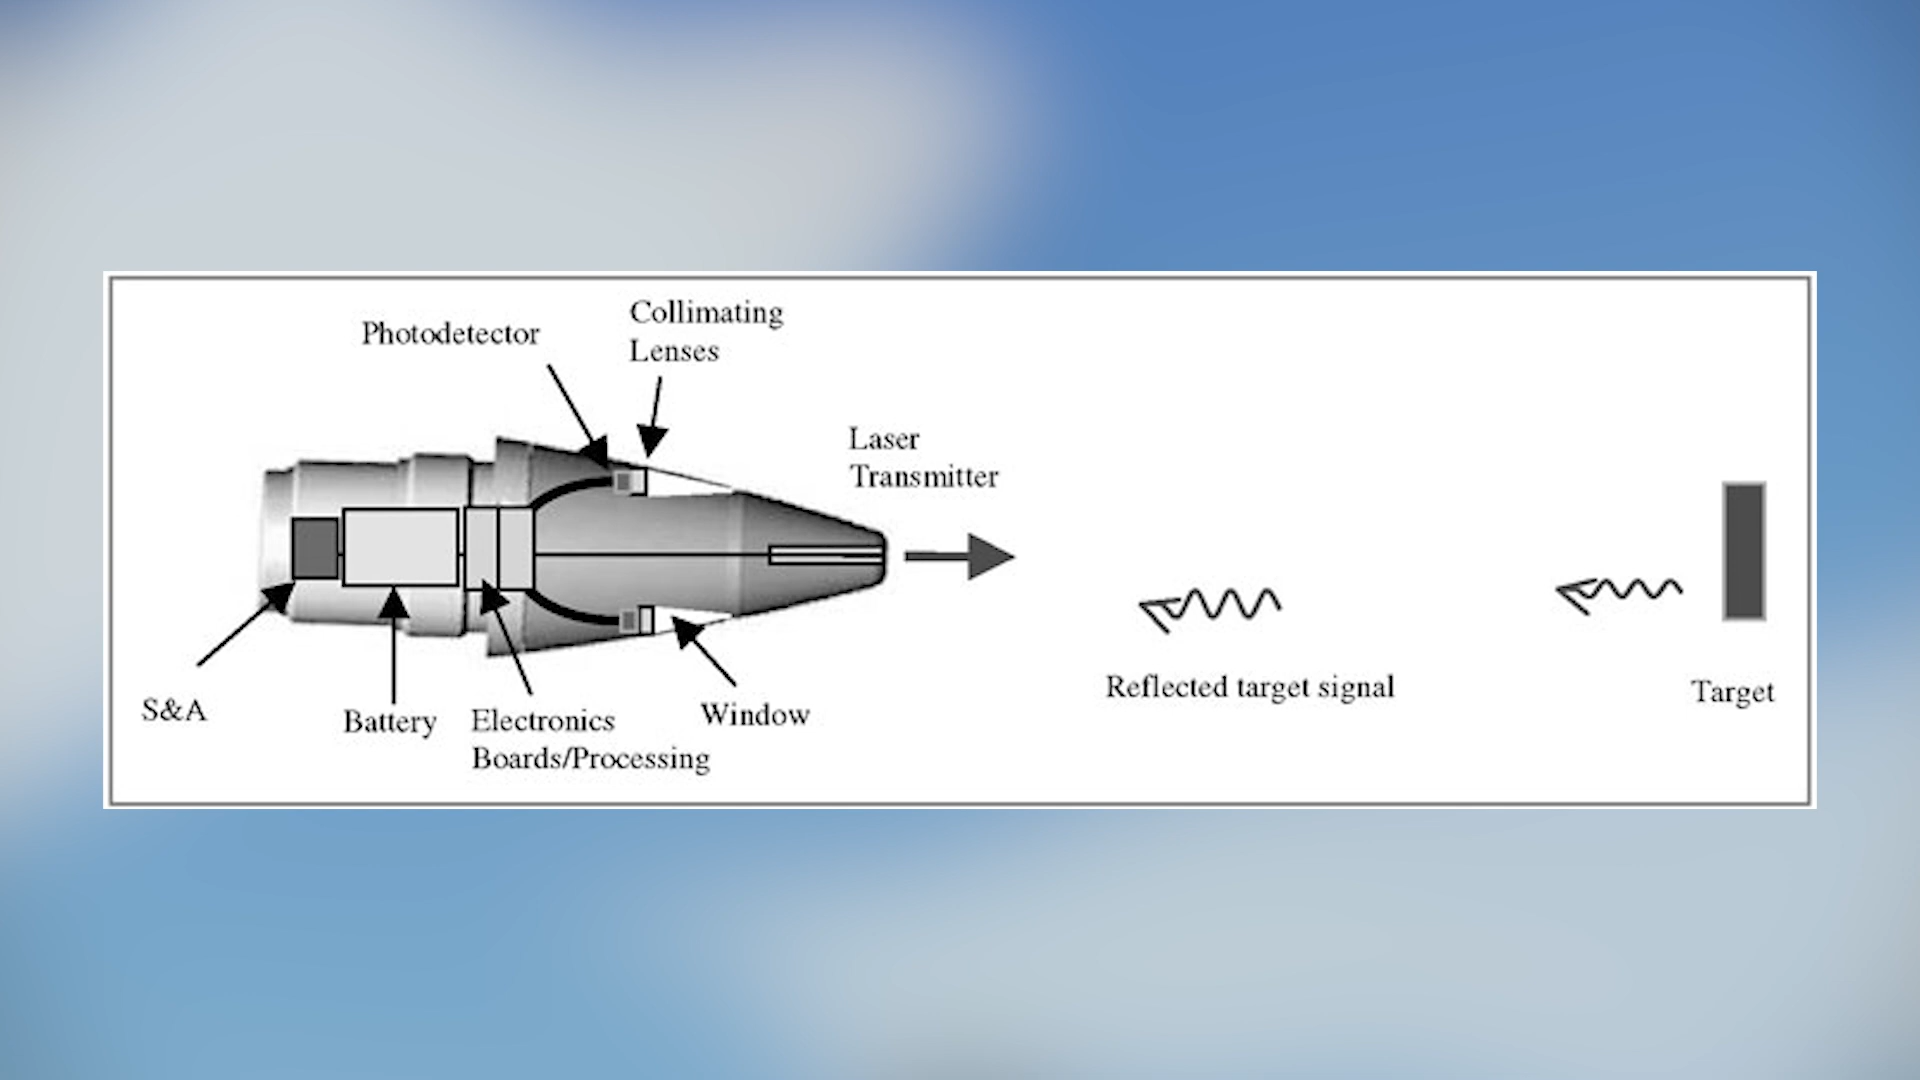 Photodetector
Collimating
Lenses
Laser
Transmitter
S&A
Battery
Electronics
Boards/Processing
Window
Reflected target signal
Target